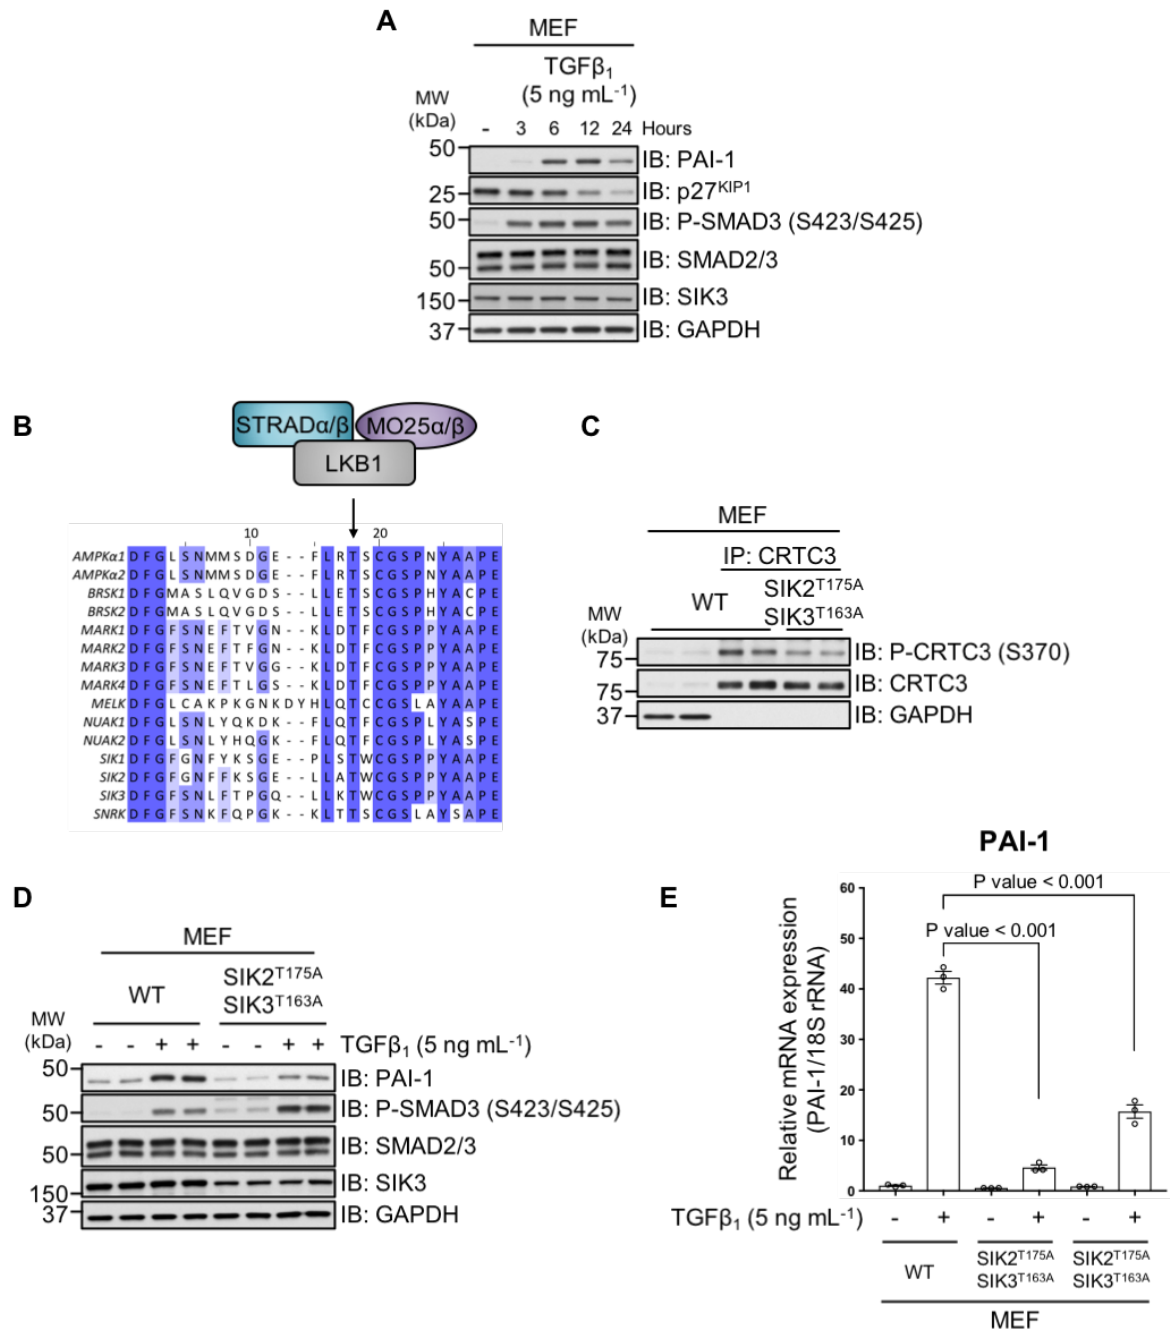 A
MEF
TGFβ₁
(5 ng mL⁻¹)
MW
(kDa)
- 3 6 12 24 Hours
50 IB: PAI-1
25 IB: p27ᴷᴵᴾ¹
50 IB: P-SMAD3 (S423/S425)
50 IB: SMAD2/3
150 IB: SIK3
37 IB: GAPDH
B
STRADα/β MO25α/β
LKB1
10 20
AMPKα1 DFGLSNMMSDGE--FLRTSCGSPNYAAPE
AMPKα2 DFGLSNMMSDGE--FLRTSCGSPNYAAPE
BRSK1 DFGMASLQVGDS--LLETSCGSPHYACPE
BRSK2 DFGMASLQVGDS--LLETSCGSPHYACPE
MARK1 DFGFSNEFTVGN--KLDTFCGSPPYAAPE
MARK2 DFGFSNEFTFGN--KLDTFCGSPPYAAPE
MARK3 DFGFSNEFTVGG--KLDTFCGSPPYAAPE
MARK4 DFGFSNEFTLGS--KLDTFCGSPPYAAPE
MELK DFGLCAKPKGNKDYHLQTCCGSLAYAAPE
NUAK1 DFGLSNLYQKDK--FLQTFCGSPLYASPE
NUAK2 DFGLSNLYHQGK--FLQTFCGSPLYASPE
SIK1 DFGFGNFYKSGE--PLSTWCGSPPYAAPE
SIK2 DFGFGNFFKSGE--LLATWCGSPPYAAPE
SIK3 DFGFSNLFTPGQ--LLKTWCGSPPYAAPE
SNRK DFGFSNKFQPGK--KLTTSCGSLAYSAPE
C
MEF
IP: CRTC3
WT SIK2ᵀ¹⁷⁵ᴬ
SIK3ᵀ¹⁶³ᴬ
MW
(kDa)
75 IB: P-CRTC3 (S370)
75 IB: CRTC3
37 IB: GAPDH
D
MEF
WT SIK2ᵀ¹⁷⁵ᴬ
SIK3ᵀ¹⁶³ᴬ
MW
(kDa)
- - + + - - + + TGFβ₁ (5 ng mL⁻¹)
50 IB: PAI-1
50 IB: P-SMAD3 (S423/S425)
50 IB: SMAD2/3
150 IB: SIK3
37 IB: GAPDH
E
PAI-1
Relative mRNA expression
(PAI-1/18S rRNA)
60
50
40
30
20
10
0
P value < 0.001
P value < 0.001
TGFβ₁ (5 ng mL⁻¹) - + - + - +
WT SIK2ᵀ¹⁷⁵ᴬ SIK2ᵀ¹⁷⁵ᴬ
SIK3ᵀ¹⁶³ᴬ SIK3ᵀ¹⁶³ᴬ
MEF